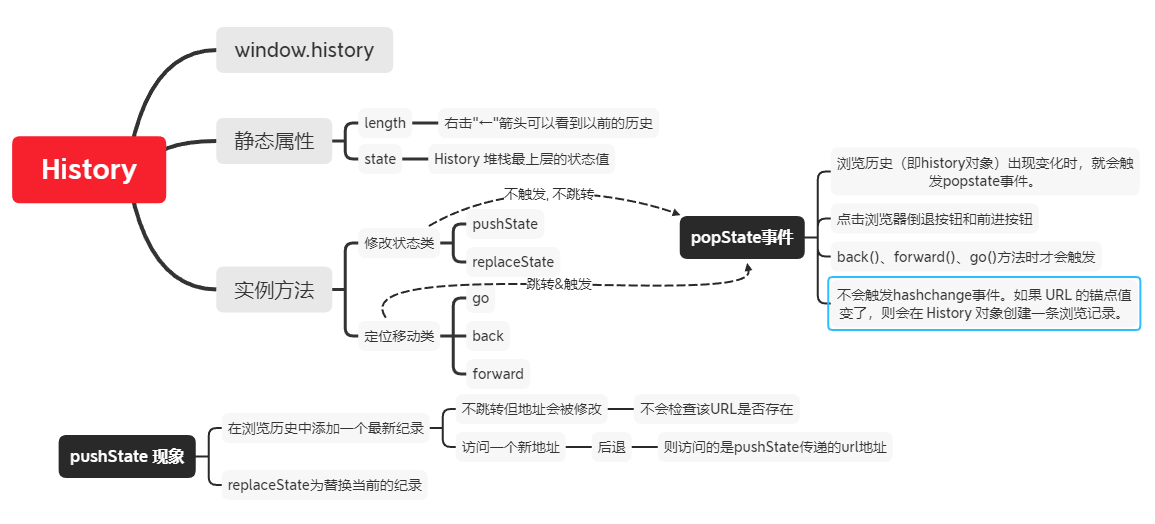 window.history
History
静态属性
length
右击"←"箭头可以看到以前的历史
state
History 堆栈最上层的状态值
实例方法
修改状态类
pushState
replaceState
不触发, 不跳转
定位移动类
go
back
forward
跳转&触发
popState事件
浏览历史（即history对象）出现变化时，就会触
发popstate事件。
点击浏览器倒退按钮和前进按钮
back()、forward()、go()方法时才会触发
不会触发hashchange事件。如果 URL 的锚点值
变了，则会在 History 对象创建一条浏览记录。
pushState 现象
在浏览历史中添加一个最新纪录
不跳转但地址会被修改
不会检查该URL是否存在
访问一个新地址
后退
则访问的是pushState传递的url地址
replaceState为替换当前的纪录